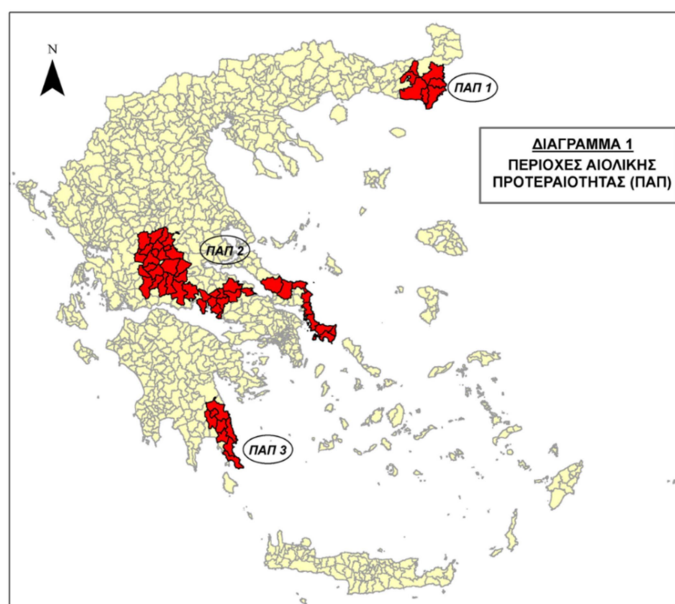 N
ΠΑΠ 1
ΔΙΑΓΡΑΜΜΑ 1
ΠΕΡΙΟΧΕΣ ΑΙΟΛΙΚΗΣ
ΠΡΟΤΕΡΑΙΟΤΗΤΑΣ (ΠΑΠ)
ΠΑΠ 2
ΠΑΠ 3